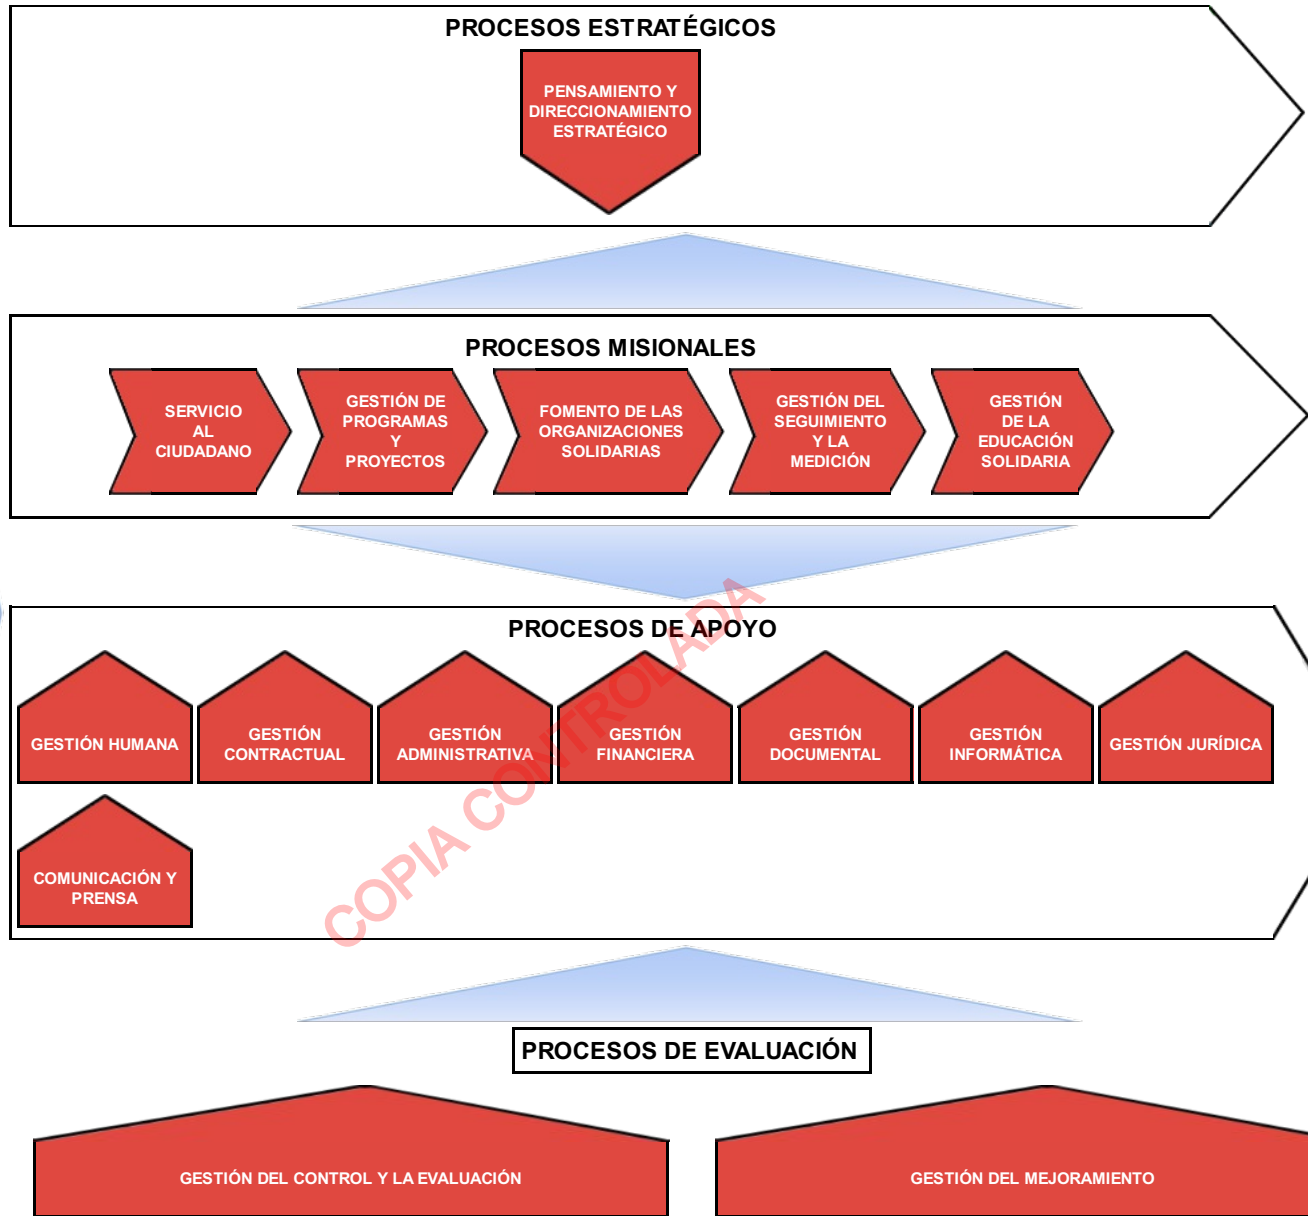 PROCESOS ESTRATÉGICOS
PENSAMIENTO Y
DIRECCIONAMIENTO
ESTRATÉGICO
PROCESOS MISIONALES
SERVICIO
AL
CIUDADANO
GESTIÓN DE
PROGRAMAS
Y
PROYECTOS
FOMENTO DE LAS
ORGANIZACIONES
SOLIDARIAS
GESTIÓN DEL
SEGUIMIENTO
Y LA
MEDICIÓN
GESTIÓN
DE LA
EDUCACIÓN
SOLIDARIA
PROCESOS DE APOYO
GESTIÓN HUMANA
GESTIÓN
CONTRACTUAL
GESTIÓN
ADMINISTRATIVA
GESTIÓN
FINANCIERA
GESTIÓN
DOCUMENTAL
GESTIÓN
INFORMÁTICA
GESTIÓN JURÍDICA
COMUNICACIÓN Y
PRENSA
COPIA CONTROLADA
PROCESOS DE EVALUACIÓN
GESTIÓN DEL CONTROL Y LA EVALUACIÓN
GESTIÓN DEL MEJORAMIENTO